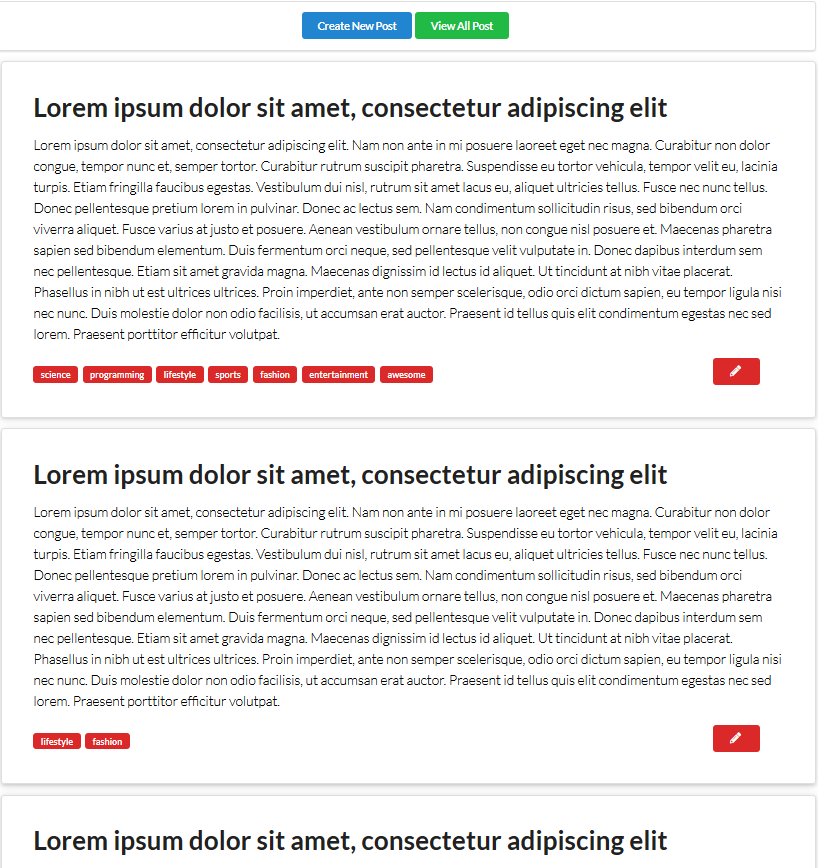 Create New Post View All Post
Lorem ipsum dolor sit amet, consectetur adipiscing elit
Lorem ipsum dolor sit amet, consectetur adipiscing elit. Nam non ante in mi posuere laoreet eget nec magna. Curabitur non dolor
congue, tempor nunc et, semper tortor. Curabitur rutrum suscipit pharetra. Suspendisse eu tortor vehicula, tempor velit eu, lacinia
turpis. Etiam fringilla faucibus egestas. Vestibulum dui nisl, rutrum sit amet lacus eu, aliquet ultricies tellus. Fusce nec nunc tellus.
Donec pellentesque pretium lorem in pulvinar. Donec ac lectus sem. Nam condimentum sollicitudin risus, sed bibendum orci
viverra aliquet. Fusce varius at justo et posuere. Aenean vestibulum ornare tellus, non congue nisl posuere et. Maecenas pharetra
sapien sed bibendum elementum. Duis fermentum orci neque, sed pellentesque velit vulputate in. Donec dapibus interdum sem
nec pellentesque. Etiam sit amet gravida magna. Maecenas dignissim id lectus id aliquet. Ut tincidunt at nibh vitae placerat.
Phasellus in nibh ut est ultrices ultrices. Proin imperdiet, ante non semper scelerisque, odio orci dictum sapien, eu tempor ligula nisi
nec nunc. Duis molestie dolor non odio facilisis, ut accumsan erat auctor. Praesent id tellus quis elit condimentum egestas nec sed
lorem. Praesent porttitor efficitur volutpat.
science programming lifestyle sports fashion entertainment awesome
Lorem ipsum dolor sit amet, consectetur adipiscing elit
Lorem ipsum dolor sit amet, consectetur adipiscing elit. Nam non ante in mi posuere laoreet eget nec magna. Curabitur non dolor
congue, tempor nunc et, semper tortor. Curabitur rutrum suscipit pharetra. Suspendisse eu tortor vehicula, tempor velit eu, lacinia
turpis. Etiam fringilla faucibus egestas. Vestibulum dui nisl, rutrum sit amet lacus eu, aliquet ultricies tellus. Fusce nec nunc tellus.
Donec pellentesque pretium lorem in pulvinar. Donec ac lectus sem. Nam condimentum sollicitudin risus, sed bibendum orci
viverra aliquet. Fusce varius at justo et posuere. Aenean vestibulum ornare tellus, non congue nisl posuere et. Maecenas pharetra
sapien sed bibendum elementum. Duis fermentum orci neque, sed pellentesque velit vulputate in. Donec dapibus interdum sem
nec pellentesque. Etiam sit amet gravida magna. Maecenas dignissim id lectus id aliquet. Ut tincidunt at nibh vitae placerat.
Phasellus in nibh ut est ultrices ultrices. Proin imperdiet, ante non semper scelerisque, odio orci dictum sapien, eu tempor ligula nisi
nec nunc. Duis molestie dolor non odio facilisis, ut accumsan erat auctor. Praesent id tellus quis elit condimentum egestas nec sed
lorem. Praesent porttitor efficitur volutpat.
lifestyle fashion
Lorem ipsum dolor sit amet, consectetur adipiscing elit